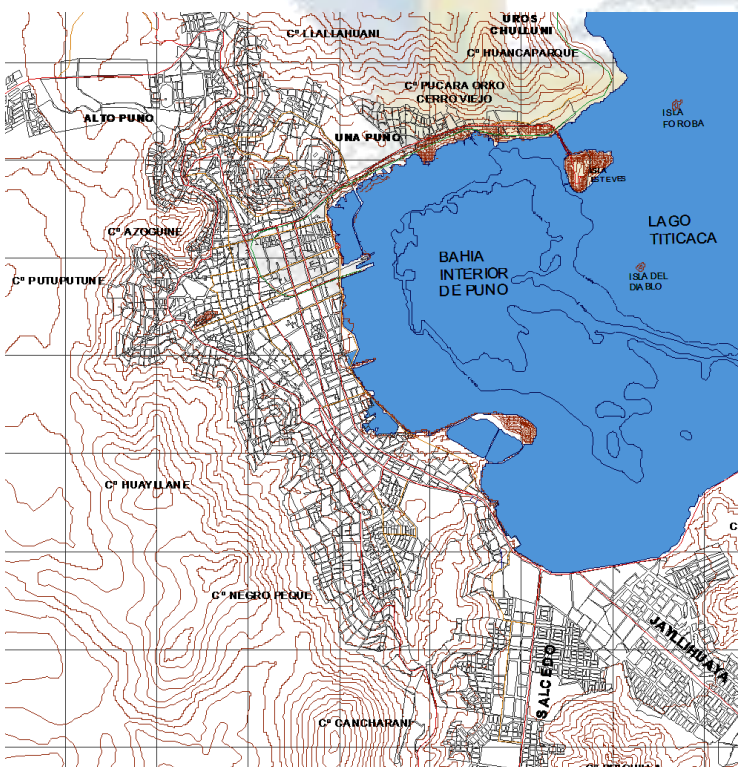 UROS
CHULLUNI
Cº LLALLAHUANI
Cº HUANCAPARQUE
Cº PUCARA ORKO
CERRO VIEJO
ALTO PUNO
UNA PUNO
ISLA
FOROBA
ISLA
ESTEVES
Cº AZOGUINE
LAGO
TITICACA
BAHIA
INTERIOR
DE PUNO
Cº PUTUPUTUNE
ISLA DEL
DIABLO
Cº HUAYLLANE
Cº NEGRO PEQUE
JAYLLIHUAYA
SALCEDO
Cº CANCHARANI